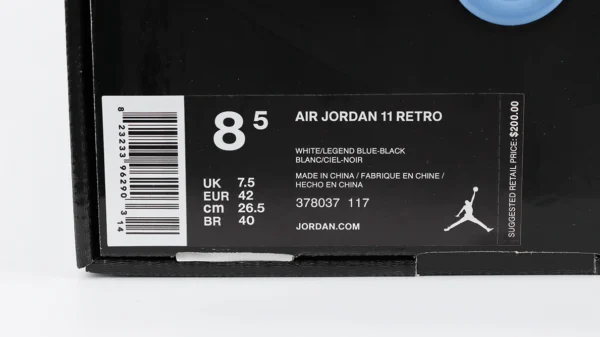 8 5
AIR JORDAN 11 RETRO
WHITE/LEGEND BLUE-BLACK
BLANC/CIEL-NOIR
MADE IN CHINA / FABRIQUE EN CHINE /
HECHO EN CHINA
378037 117
JORDAN.COM
UK 7.5
EUR 42
cm 26.5
BR 40
8 23233 96290 3 14
SUGGESTED RETAIL PRICE: $200.00